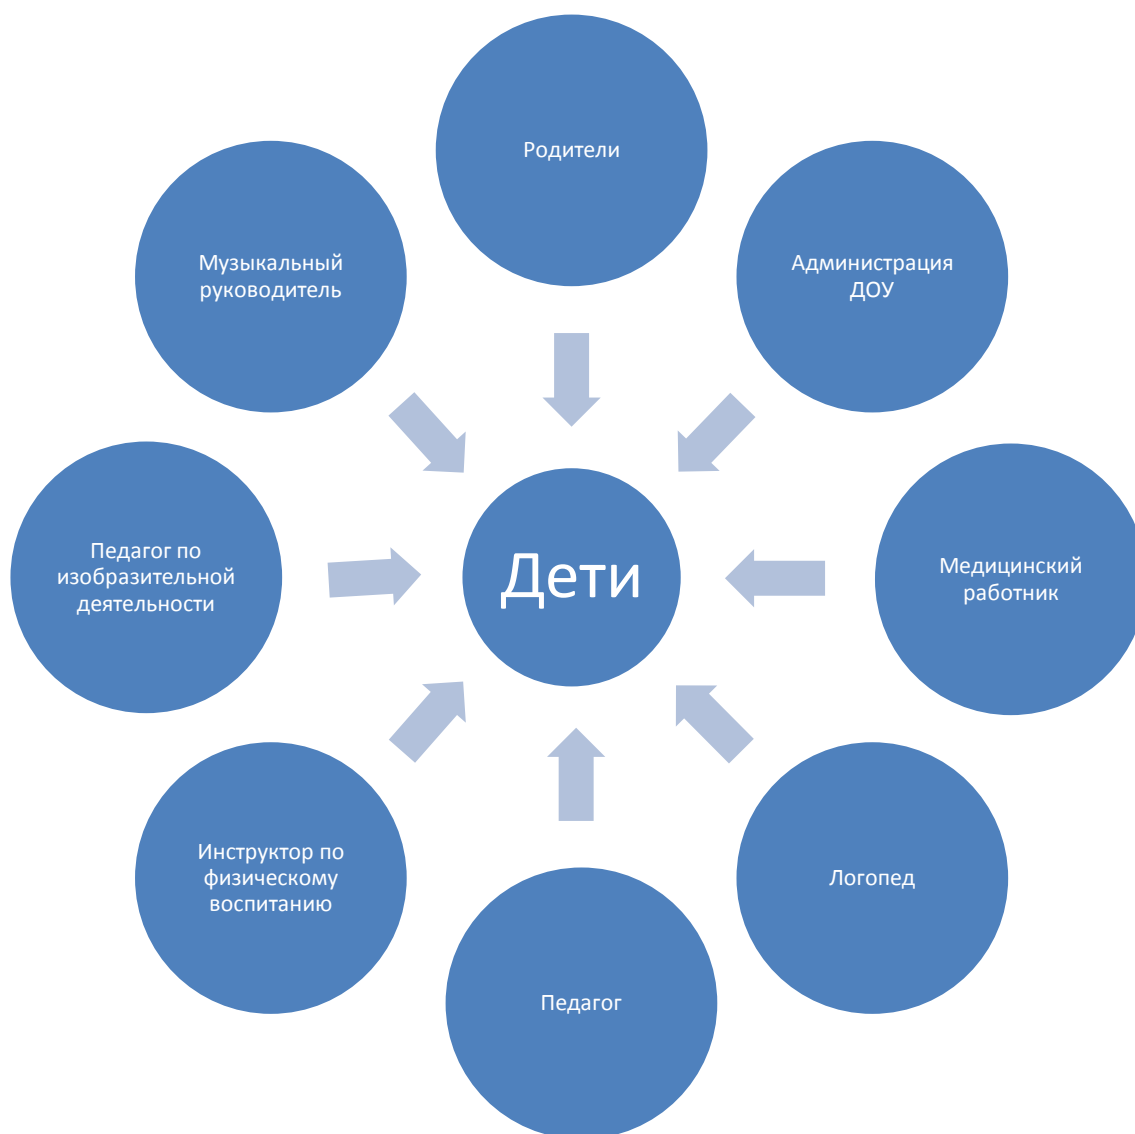 Родители
Музыкальный
руководитель
Администрация
ДОУ
Педагог по
изобразительной
деятельности
Дети
Медицинский
работник
Инструктор по
физическому
воспитанию
Логопед
Педагог